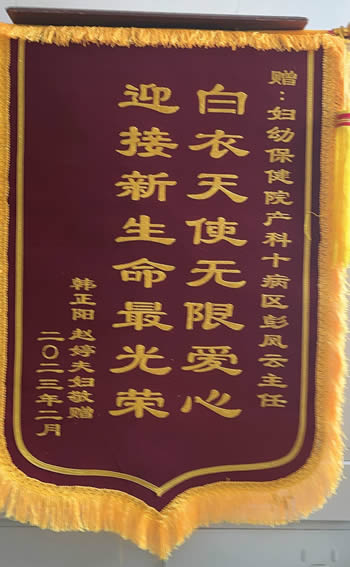 赠：妇幼保健院产科十病区彭风云主任
白衣天使无限爱心
迎接新生命最光荣
韩正阳 赵婷夫妇敬赠
二〇二三年二月